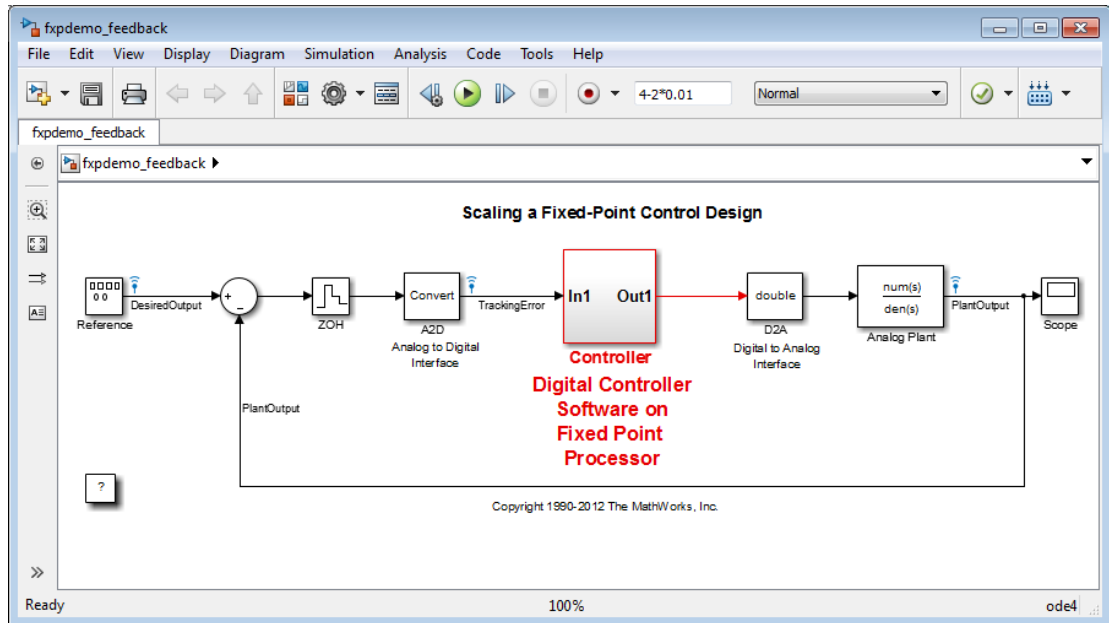 fxpdemo_feedback
File Edit View Display Diagram Simulation Analysis Code Tools Help
4-2*0.01 Normal
fxpdemo_feedback
fxpdemo_feedback
Scaling a Fixed-Point Control Design
Reference
DesiredOutput
+
-
ZOH
Convert
A2D
Analog to Digital
Interface
TrackingError
In1 Out1
Controller
Digital Controller
Software on
Fixed Point
Processor
double
D2A
Digital to Analog
Interface
num(s)
den(s)
Analog Plant
PlantOutput
Scope
PlantOutput
?
Copyright 1990-2012 The MathWorks, Inc.
Ready 100% ode4